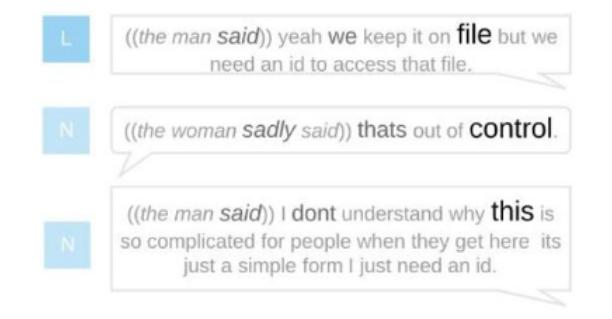 L
((the man said)) yeah we keep it on file but we
need an id to access that file.
N
((the woman sadly said)) thats out of control.
N
((the man said)) I dont understand why this is
so complicated for people when they get here its
just a simple form I just need an id.